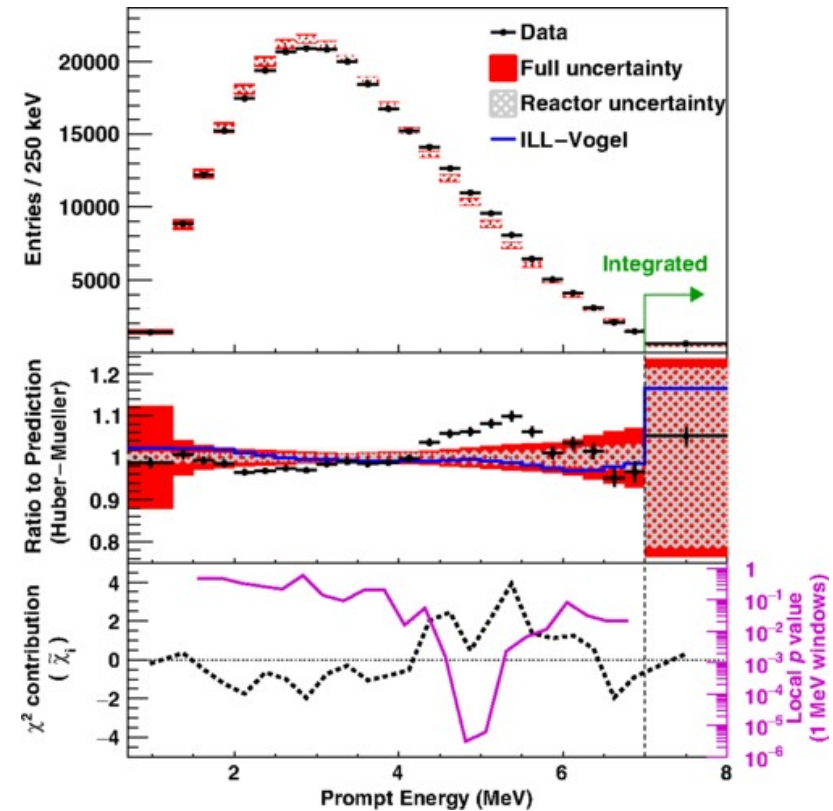 Data
Full uncertainty
Reactor uncertainty
ILL-Vogel
Integrated
Entries / 250 keV
20000
15000
10000
5000
Ratio to Prediction
(Huber-Mueller)
1.2
1.1
1
0.9
0.8
χ² contribution
( χ̃ᵢ )
4
2
0
−2
−4
1
10⁻¹
10⁻²
10⁻³
10⁻⁴
10⁻⁵
10⁻⁶
Local p value
(1 MeV windows)
2
4
6
8
Prompt Energy (MeV)